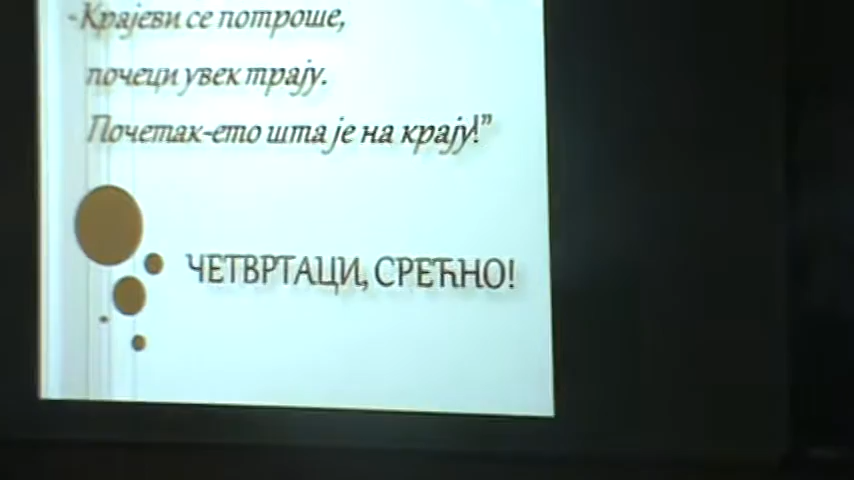 -Крајеви се потроше,
почеци увек трају.
Почетак-ето шта је на крају!”
ЧЕТВРТАЦИ, СРЕЋНО!